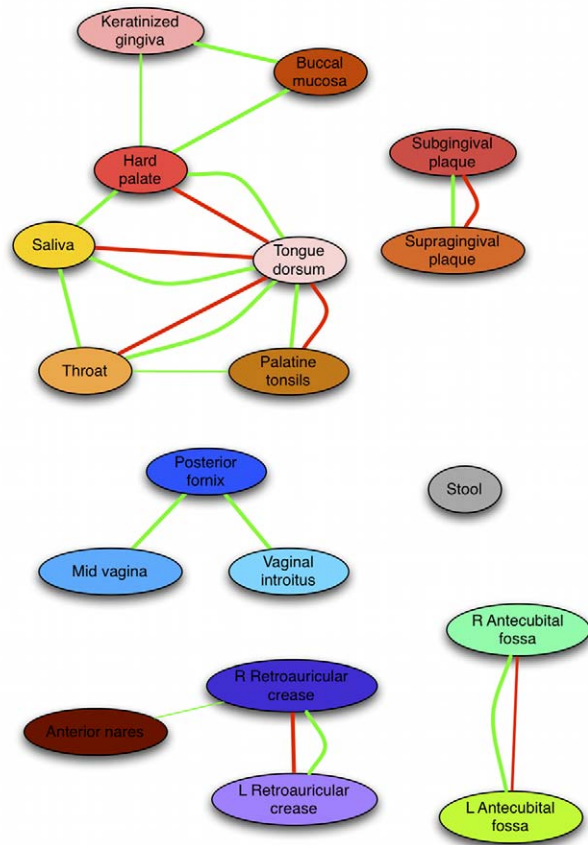 Keratinized
gingiva
Buccal
mucosa
Hard
palate
Subgingival
plaque
Saliva
Tongue
dorsum
Supragingival
plaque
Throat
Palatine
tonsils
Posterior
fornix
Stool
Mid vagina
Vaginal
introitus
R Antecubital
fossa
R Retroauricular
crease
Anterior nares
L Retroauricular
crease
L Antecubital
fossa